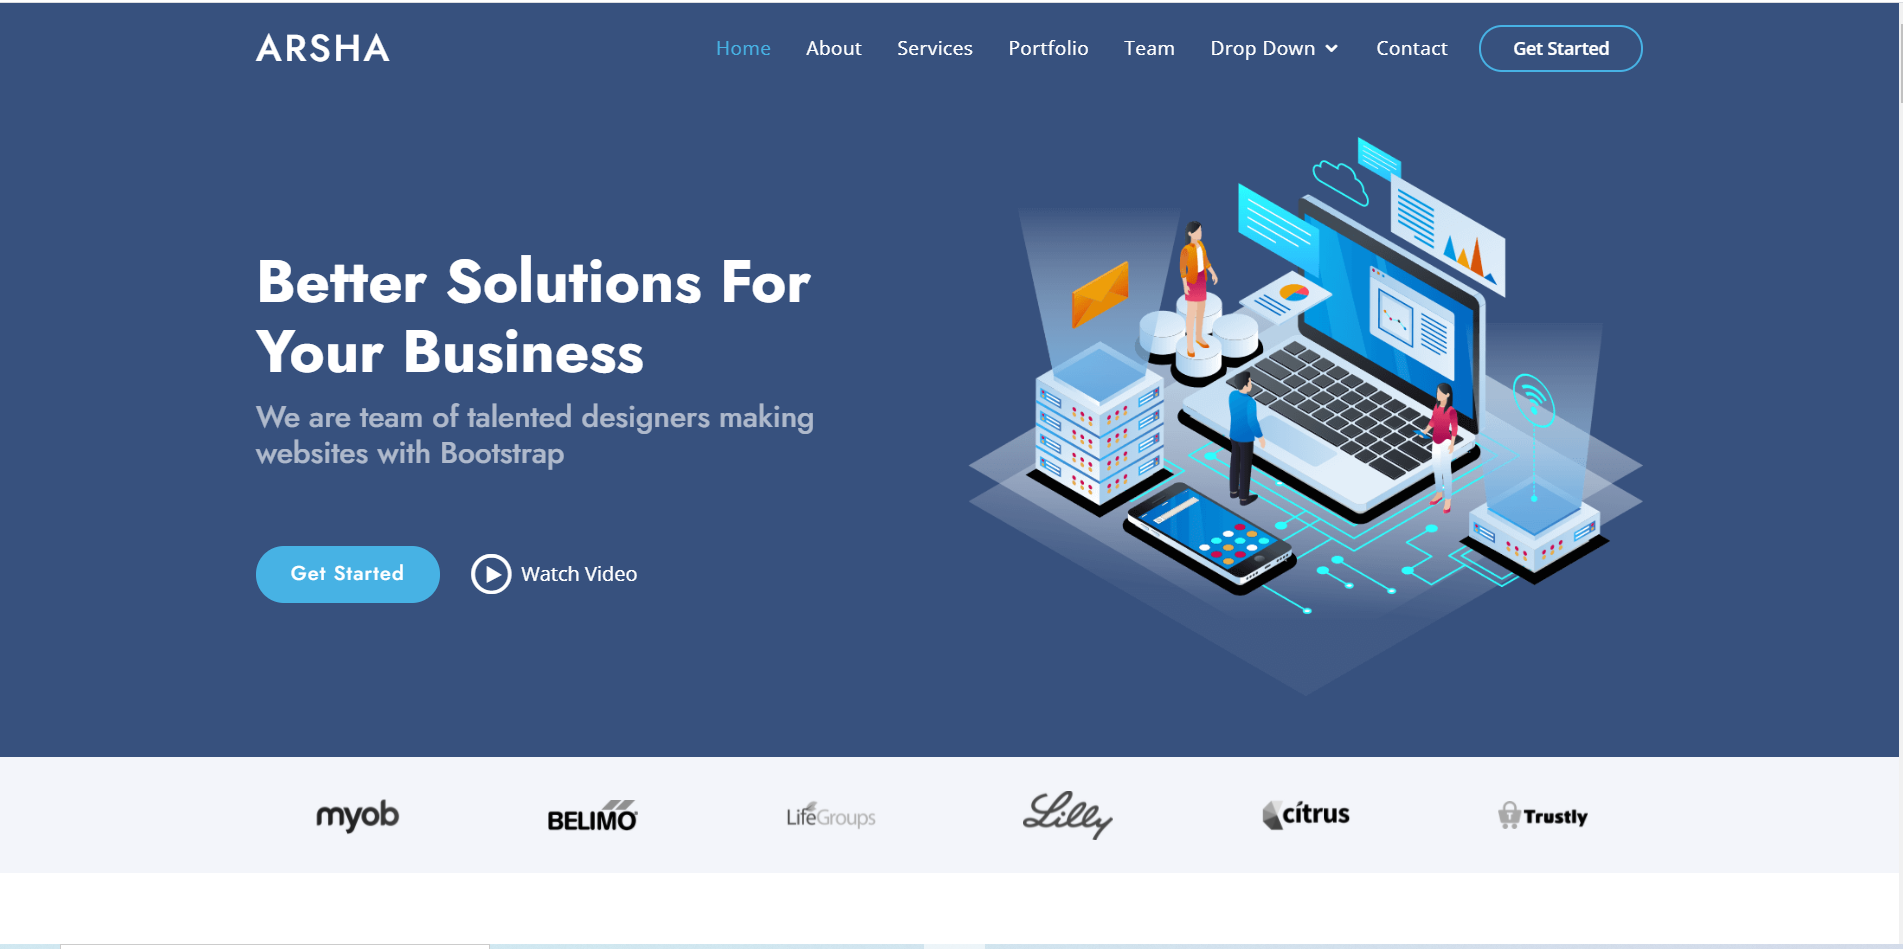 ARSHA
Home About Services Portfolio Team Drop Down Contact Get Started
Better Solutions For
Your Business
We are team of talented designers making
websites with Bootstrap
Get Started Watch Video
myob BELIMO LifeGroups Lilly cítrus Trustly